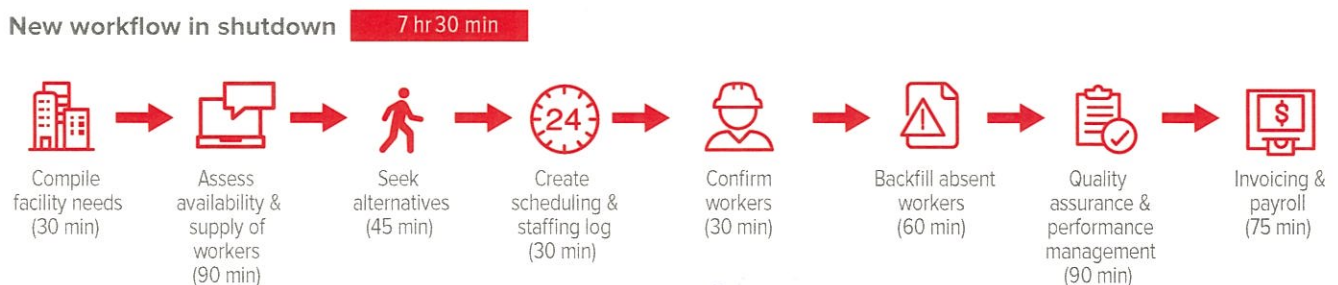 New workflow in shutdown
7 hr 30 min
24
$
Compile
facility needs
(30 min)
Assess
availability &
supply of
workers
(90 min)
Seek
alternatives
(45 min)
Create
scheduling &
staffing log
(30 min)
Confirm
workers
(30 min)
Backfill absent
workers
(60 min)
Quality
assurance &
performance
management
(90 min)
Invoicing &
payroll
(75 min)